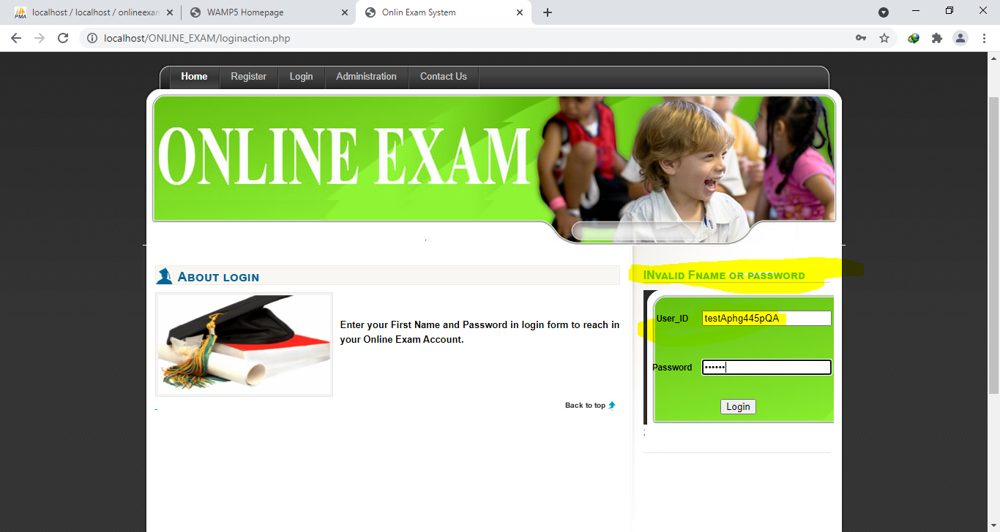 PMA
localhost / localhost / onlineexan
WAMP5 Homepage
Onlin Exam System
localhost/ONLINE_EXAM/loginaction.php
Home
Register
Login
Administration
Contact Us
ONLINE EXAM
About login
INvalid Fname or password
Enter your First Name and Password in login form to reach in
your Online Exam Account.
User_ID
testAphg445pQA
Password
••••••
Login
Back to top
-
;